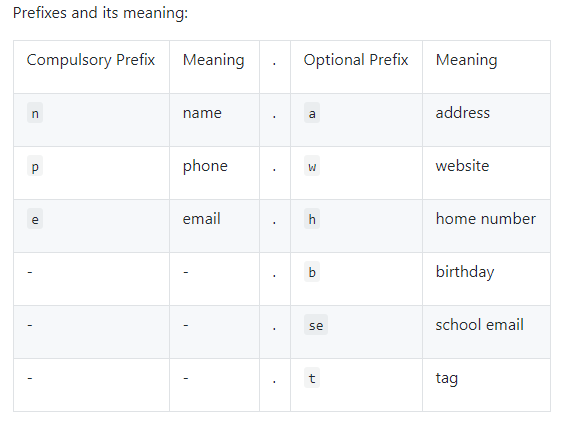 Prefixes and its meaning:
Compulsory Prefix Meaning . Optional Prefix Meaning
n name . a address
p phone . w website
e email . h home number
- - . b birthday
- - . se school email
- - . t tag